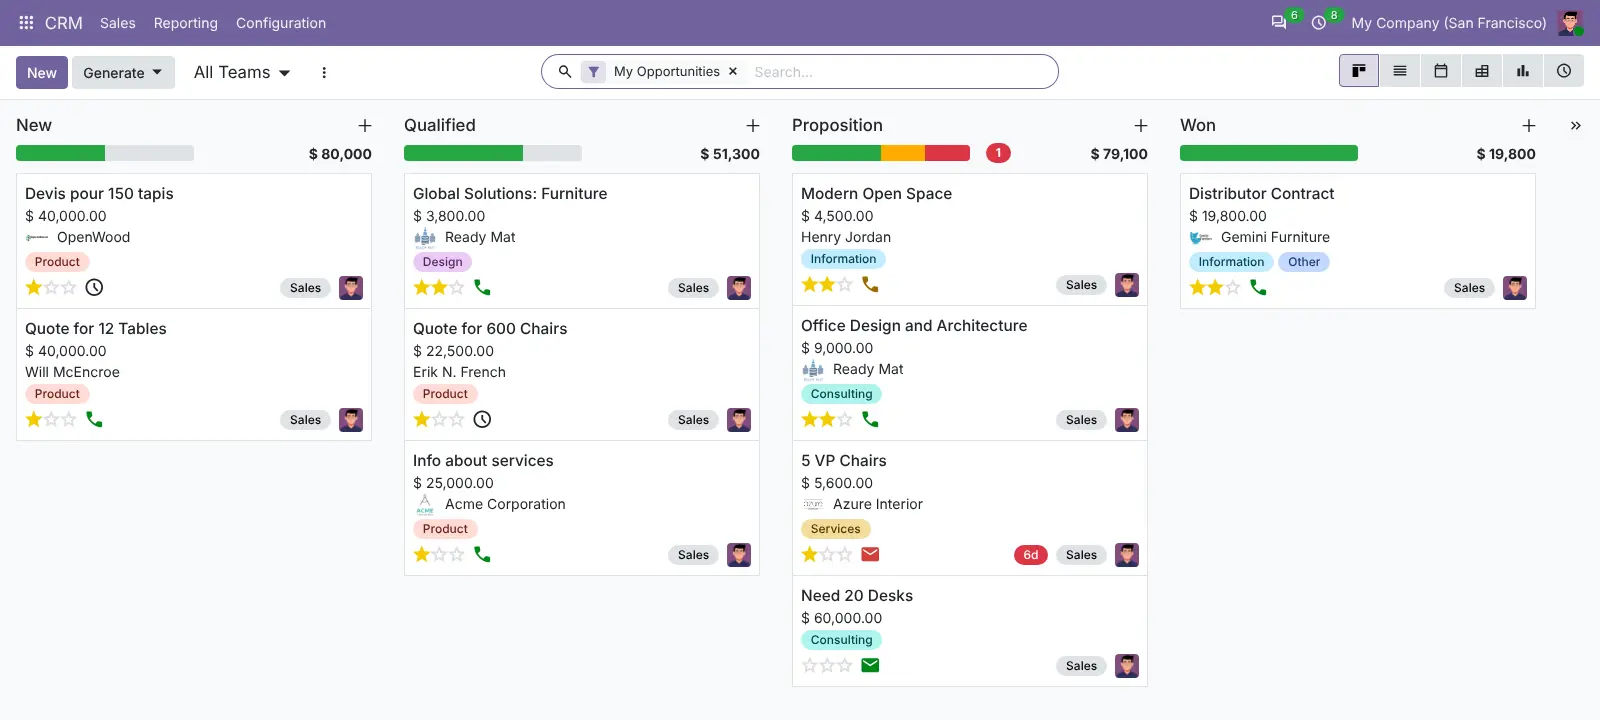 CRM Sales Reporting Configuration 6 8 My Company (San Francisco)
New Generate All Teams My Opportunities × Search...
New
$ 80,000
Devis pour 150 tapis
$ 40,000.00
OpenWood
Product
Sales
Quote for 12 Tables
$ 40,000.00
Will McEncroe
Product
Sales
Qualified
$ 51,300
Global Solutions: Furniture
$ 3,800.00
Ready Mat
Design
Sales
Quote for 600 Chairs
$ 22,500.00
Erik N. French
Product
Sales
Info about services
$ 25,000.00
ACME Acme Corporation
Product
Sales
Proposition
1 $ 79,100
Modern Open Space
$ 4,500.00
Henry Jordan
Information
Sales
Office Design and Architecture
$ 9,000.00
Ready Mat
Consulting
Sales
5 VP Chairs
$ 5,600.00
Azure Interior
Services
6d Sales
Need 20 Desks
$ 60,000.00
Consulting
Sales
Won
$ 19,800
Distributor Contract
$ 19,800.00
Gemini Furniture
Information Other
Sales